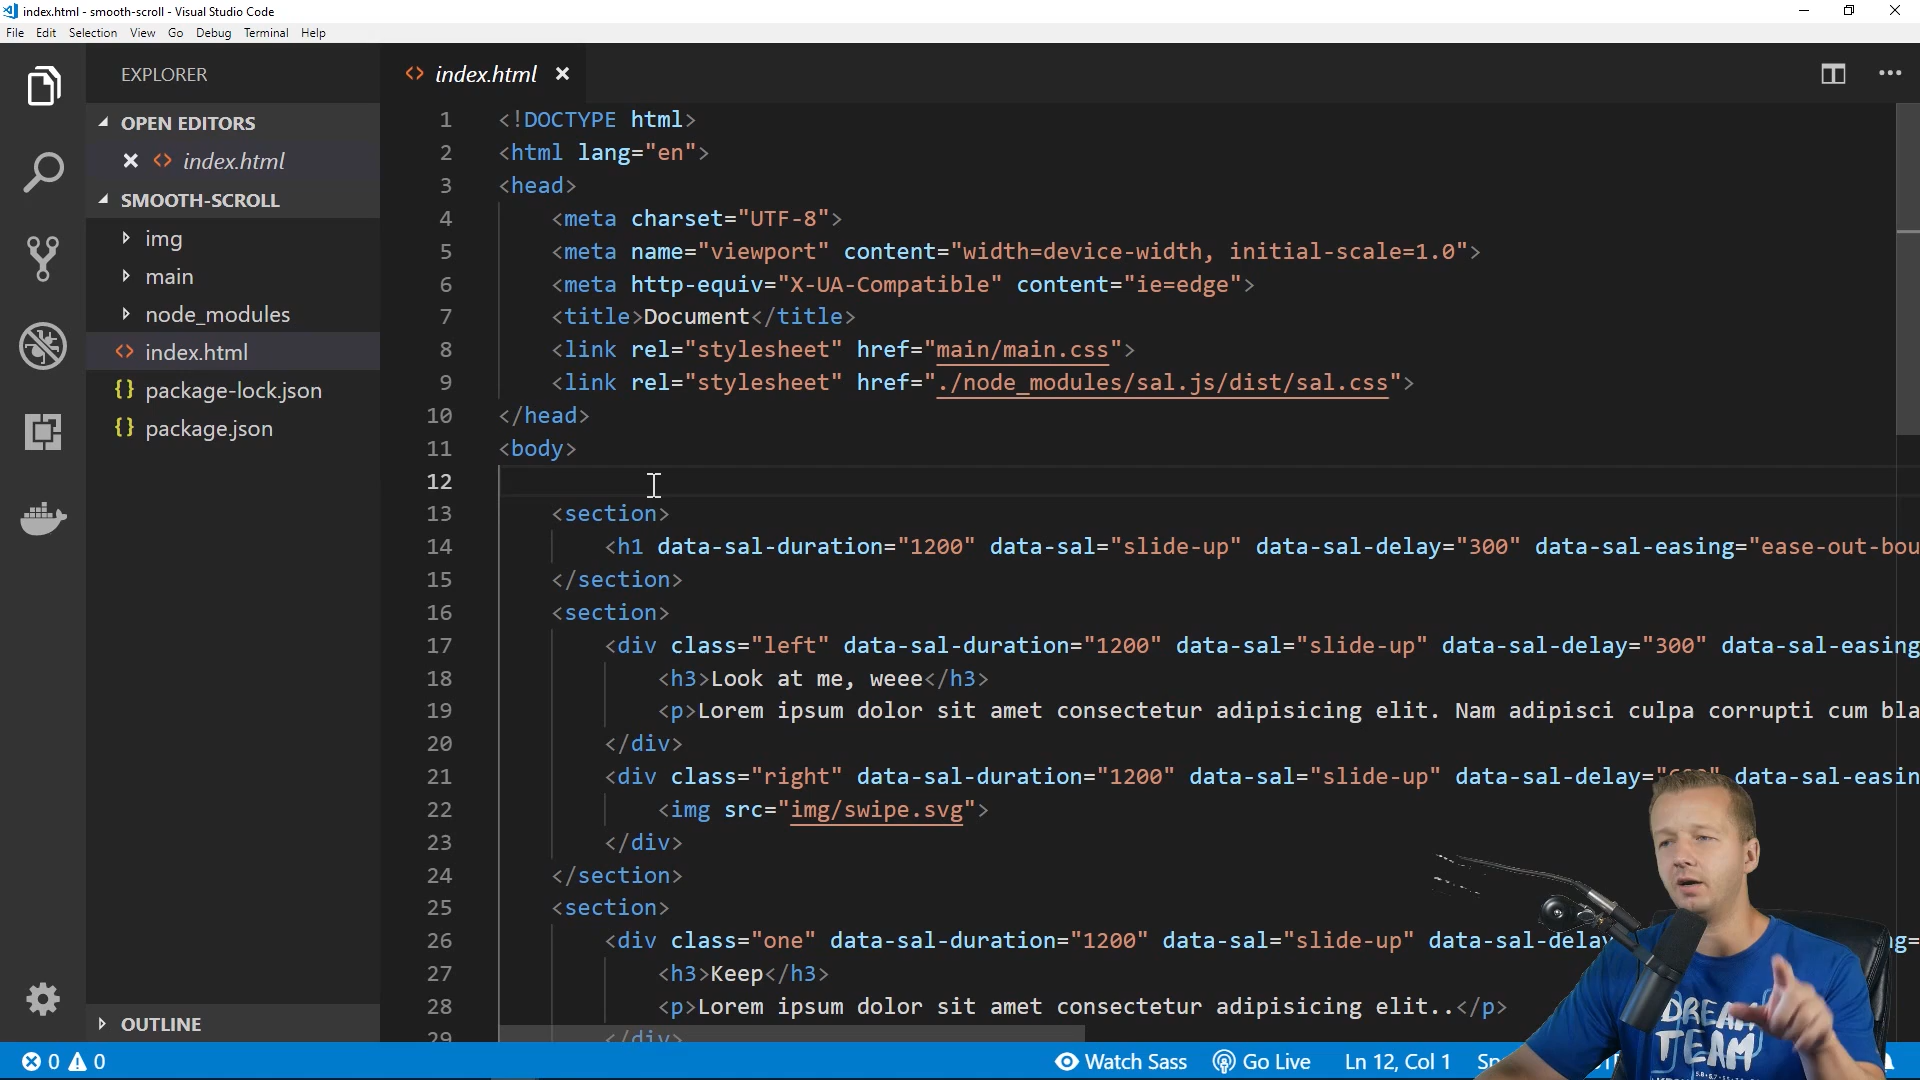 index.html - smooth-scroll - Visual Studio Code
File Edit Selection View Go Debug Terminal Help
EXPLORER
OPEN EDITORS
index.html
SMOOTH-SCROLL
img
main
node_modules
index.html
package-lock.json
package.json
OUTLINE
index.html
1 <!DOCTYPE html>
2 <html lang="en">
3 <head>
4 <meta charset="UTF-8">
5 <meta name="viewport" content="width=device-width, initial-scale=1.0">
6 <meta http-equiv="X-UA-Compatible" content="ie=edge">
7 <title>Document</title>
8 <link rel="stylesheet" href="main/main.css">
9 <link rel="stylesheet" href="./node_modules/sal.js/dist/sal.css">
10 </head>
11 <body>
12
13 <section>
14 <h1 data-sal-duration="1200" data-sal="slide-up" data-sal-delay="300" data-sal-easing="ease-out-bou
15 </section>
16 <section>
17 <div class="left" data-sal-duration="1200" data-sal="slide-up" data-sal-delay="300" data-sal-easing
18 <h3>Look at me, weee</h3>
19 <p>Lorem ipsum dolor sit amet consectetur adipisicing elit. Nam adipisci culpa corrupti cum bla
20 </div>
21 <div class="right" data-sal-duration="1200" data-sal="slide-up" data-sal-delay= data-sal-easin
22 <img src="img/swipe.svg">
23 </div>
24 </section>
25 <section>
26 <div class="one" data-sal-duration="1200" data-sal="slide-up" data-sal-delay
27 <h3>Keep</h3>
28 <p>Lorem ipsum dolor sit amet consectetur adipisicing elit..</p>
29 </div>
0 0 Watch Sass Go Live Ln 12, Col 1
DREAM
TEAM